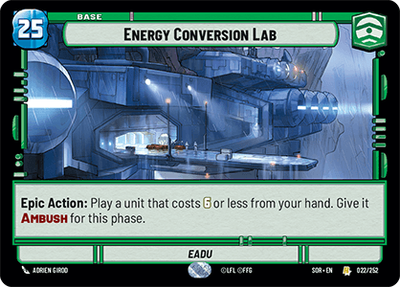 BASE
25
ENERGY CONVERSION LAB
Epic Action: Play a unit that costs 6 or less from your hand. Give it
AMBUSH for this phase.
EADU
ADRIEN GIROD
©LFL ©FFG
SOR • EN
022/252